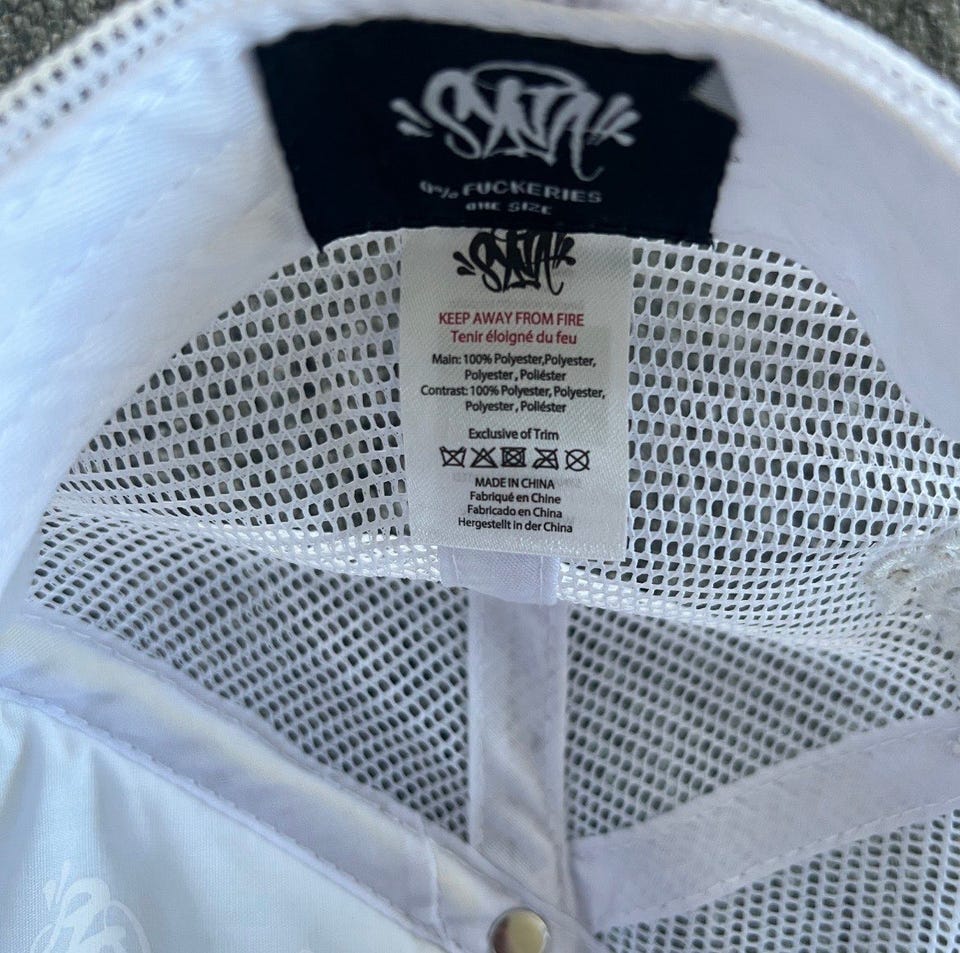 SYNA
0% FUCKERIES
ONE SIZE
SYNA
KEEP AWAY FROM FIRE
Tenir éloigné du feu
Main: 100% Polyester,Polyester,
Polyester , Poliéster
Contrast: 100% Polyester, Polyester,
Polyester , Poliéster
Exclusive of Trim
MADE IN CHINA
Fabriqué en Chine
Fabricado en China
Hergestellt in der China